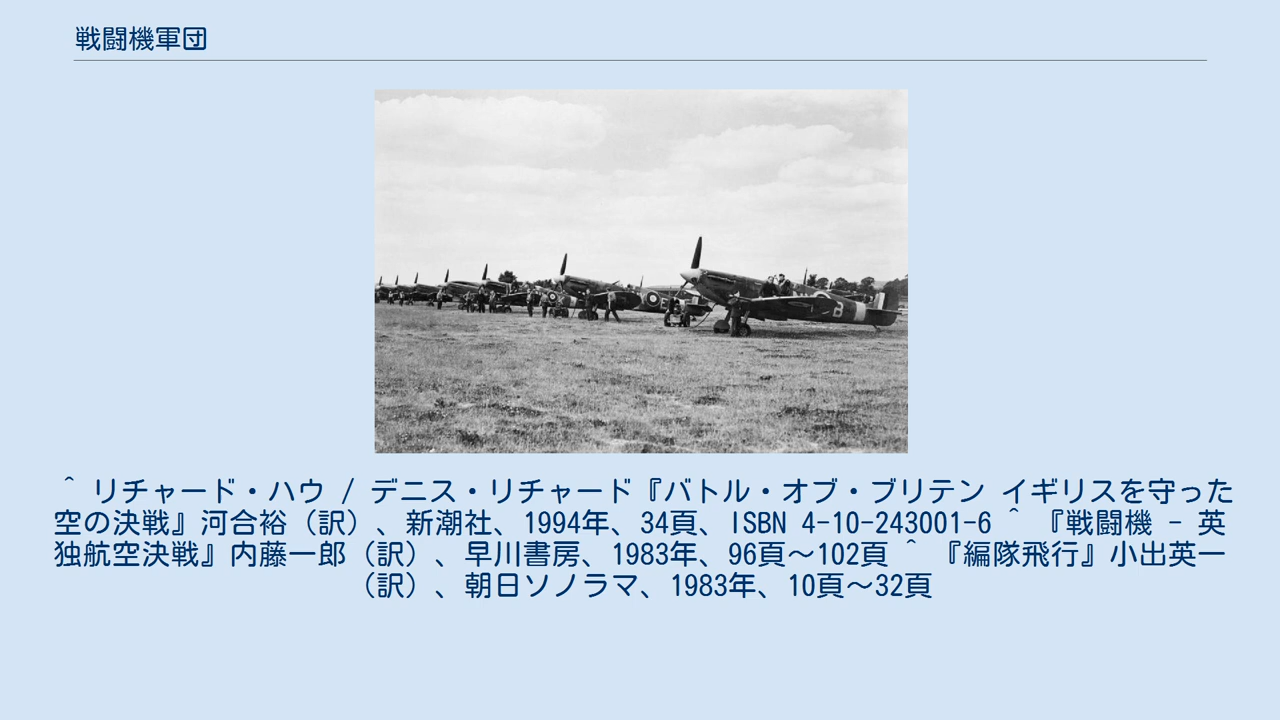 戦闘機軍団
^ リチャード・ハウ / デニス・リチャード『バトル・オブ・ブリテン イギリスを守った
空の決戦』河合裕（訳）、新潮社、1994年、34頁、ISBN 4-10-243001-6 ^ 『戦闘機 - 英
独航空決戦』内藤一郎（訳）、早川書房、1983年、96頁～102頁 ^ 『編隊飛行』小出英一
（訳）、朝日ソノラマ、1983年、10頁～32頁